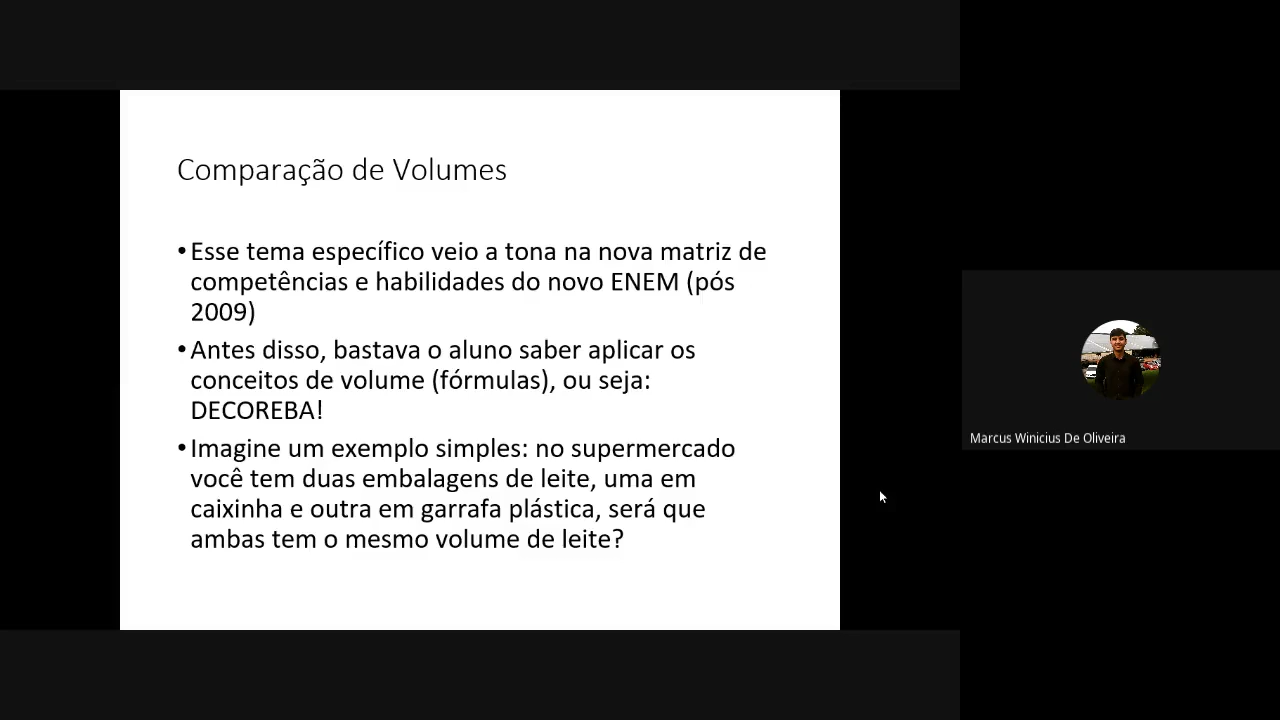 Comparação de Volumes
•Esse tema específico veio a tona na nova matriz de
competências e habilidades do novo ENEM (pós
2009)
•Antes disso, bastava o aluno saber aplicar os
conceitos de volume (fórmulas), ou seja:
DECOREBA!
•Imagine um exemplo simples: no supermercado
você tem duas embalagens de leite, uma em
caixinha e outra em garrafa plástica, será que
ambas tem o mesmo volume de leite?
Marcus Winicius De Oliveira